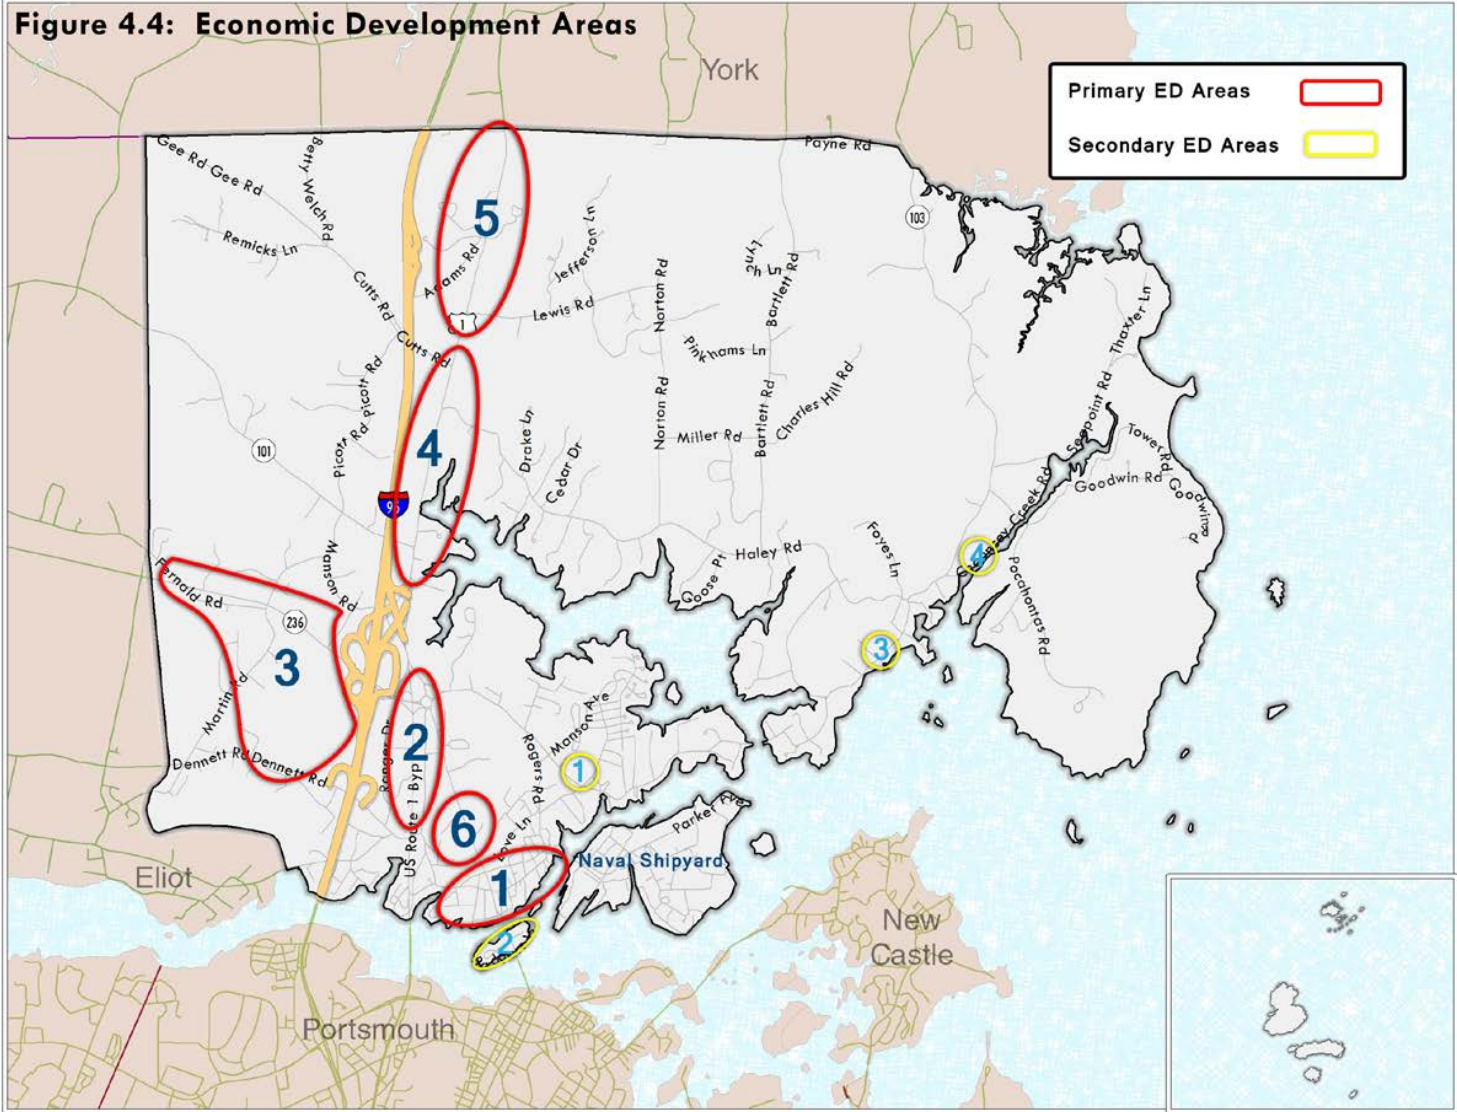 Figure 4.4: Economic Development Areas
York
Primary ED Areas
Secondary ED Areas
Payne Rd
Gee Rd
Gee Rd
Betty Welch Rd
Remicks Ln
Cutts Rd
5
Adams Rd
Jefferson Ln
103
Lynch Ln
Bartlett Rd
Norton Rd
Lewis Rd
1
Cutts Rd
Thaxter Ln
Pinkhams Ln
Picott Rd
Picott Rd
4
Drake Ln
Cedar Dr
Norton Rd
Miller Rd
Bartlett Rd
Charles Hill Rd
Seapoint Rd
Tower Rd
Goodwin Rd
Goodwin Rd
101
95
Haley Rd
Goose Pt
Foyes Ln
Creek Rd
4
Pocahontas Rd
Fernald Rd
Manson Rd
236
3
3
Martin Rd
2
Manson Ave
Rogers Rd
1
Dennett Rd
Dennett Rd
Ranger Dr
US Route 1 Byp
6
Love Ln
Parker Ave
Naval Shipyard
1
2
Eliot
New
Castle
Portsmouth